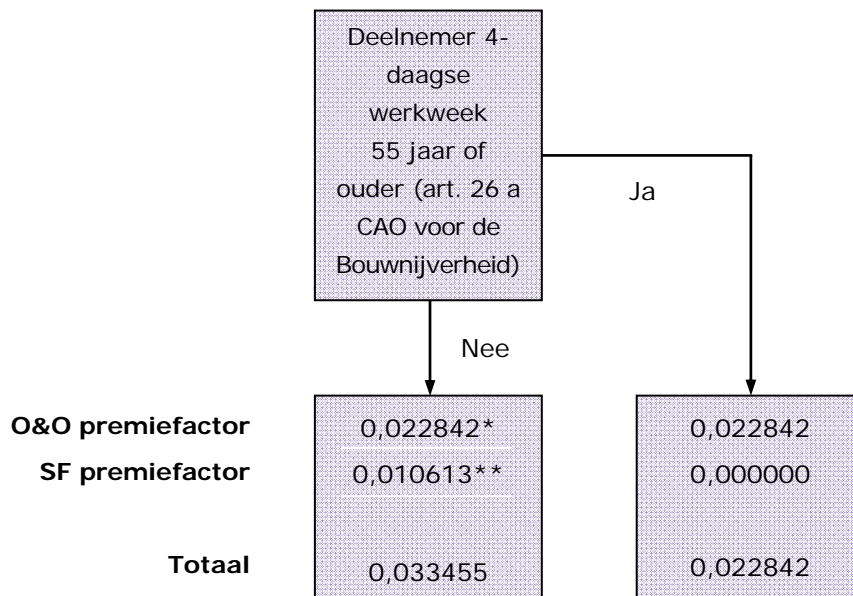 Deelnemer 4-
daagse
werkweek
55 jaar of
ouder (art. 26 a
CAO voor de
Bouwnijverheid)
Ja
Nee
O&O premiefactor 0,022842* 0,022842
SF premiefactor 0,010613** 0,000000
Totaal 0,033455 0,022842